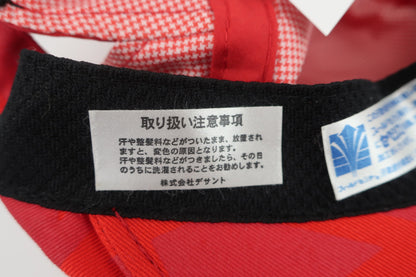 取り扱い注意事項
汗や整髪料などがついたまま、放置され
ますと、変色の原因となります。
汗や整髪料などがつきましたら、その日
のうちに洗濯されることをお勧めします。
株式会社デサント